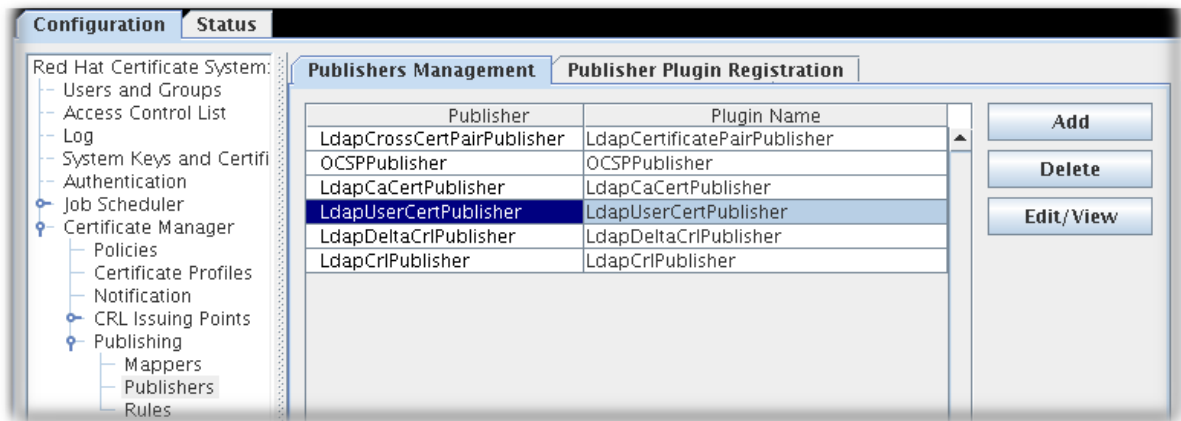 Configuration Status
Red Hat Certificate System:
Users and Groups
Access Control List
Log
System Keys and Certifi
Authentication
Job Scheduler
Certificate Manager
Policies
Certificate Profiles
Notification
CRL Issuing Points
Publishing
Mappers
Publishers
Rules
Publishers Management Publisher Plugin Registration
Publisher Plugin Name
LdapCrossCertPairPublisher LdapCertificatePairPublisher
OCSPPublisher OCSPPublisher
LdapCaCertPublisher LdapCaCertPublisher
LdapUserCertPublisher LdapUserCertPublisher
LdapDeltaCrlPublisher LdapDeltaCrlPublisher
LdapCrlPublisher LdapCrlPublisher
Add
Delete
Edit/View